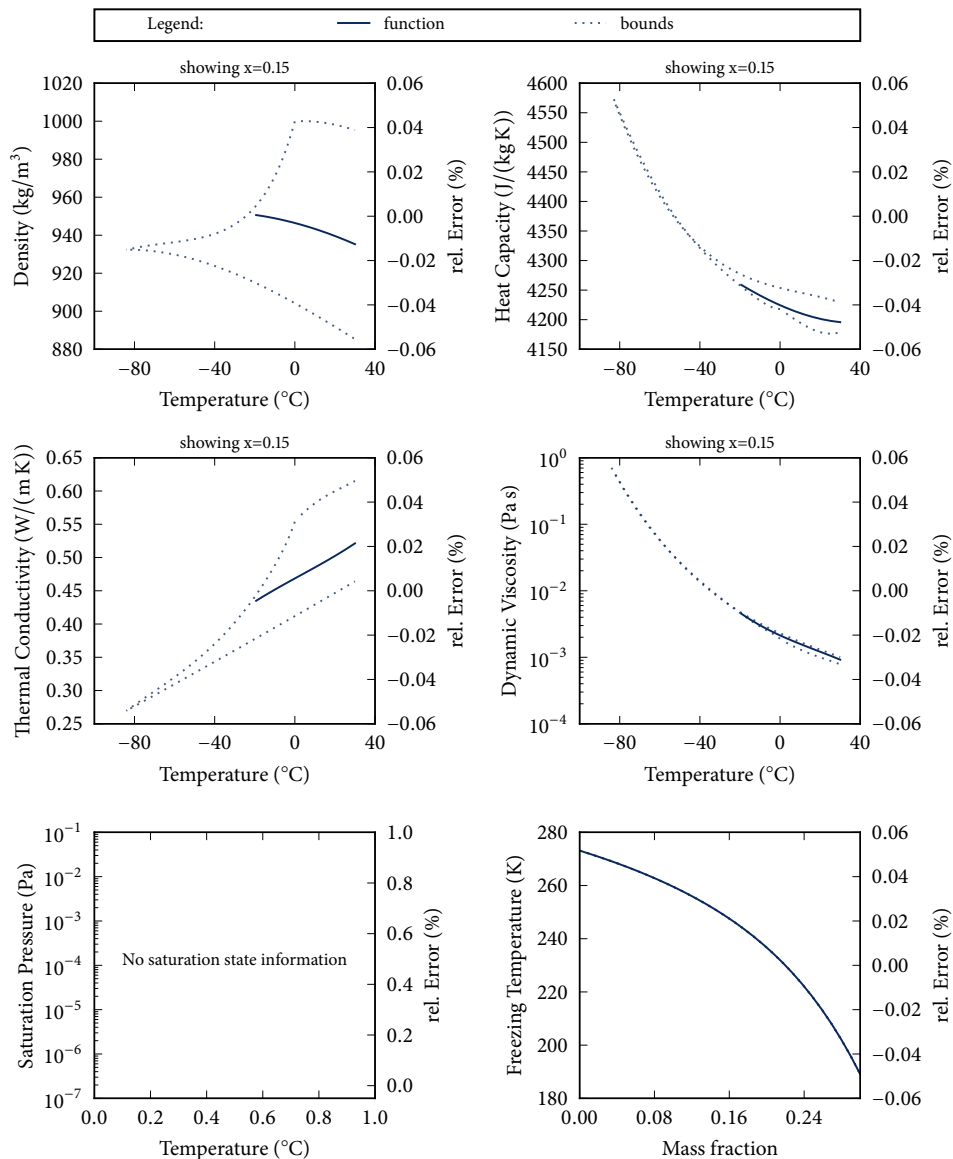 Legend: function bounds
showing x=0.15
Density (kg/m³)
1020
1000
980
960
940
920
900
880
−80 −40 0 40
Temperature (°C)
0.06
0.04
0.02
0.00
−0.02
−0.04
−0.06
rel. Error (%)
showing x=0.15
Heat Capacity (J/(kg K))
4600
4550
4500
4450
4400
4350
4300
4250
4200
4150
−80 −40 0 40
Temperature (°C)
0.06
0.04
0.02
0.00
−0.02
−0.04
−0.06
rel. Error (%)
showing x=0.15
Thermal Conductivity (W/(m K))
0.65
0.60
0.55
0.50
0.45
0.40
0.35
0.30
0.25
−80 −40 0 40
Temperature (°C)
0.06
0.04
0.02
0.00
−0.02
−0.04
−0.06
rel. Error (%)
showing x=0.15
Dynamic Viscosity (Pa s)
10⁰
10⁻¹
10⁻²
10⁻³
10⁻⁴
−80 −40 0 40
Temperature (°C)
0.06
0.04
0.02
0.00
−0.02
−0.04
−0.06
rel. Error (%)
Saturation Pressure (Pa)
10⁻¹
10⁻²
10⁻³
10⁻⁴
10⁻⁵
10⁻⁶
10⁻⁷
No saturation state information
0.0 0.2 0.4 0.6 0.8 1.0
Temperature (°C)
1.0
0.8
0.6
0.4
0.2
0.0
rel. Error (%)
Freezing Temperature (K)
280
260
240
220
200
180
0.00 0.08 0.16 0.24
Mass fraction
0.06
0.04
0.02
0.00
−0.02
−0.04
−0.06
rel. Error (%)